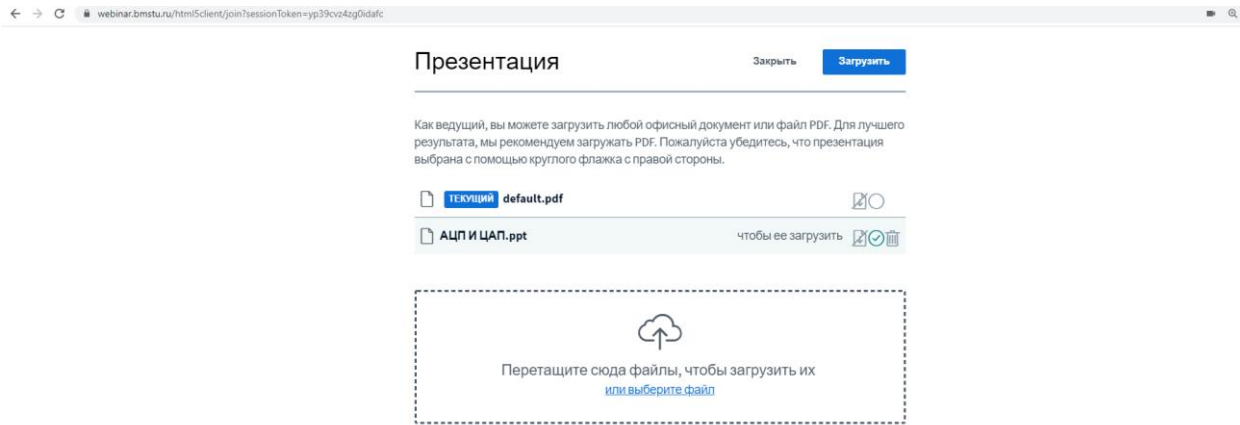 webinar.bmstu.ru/html5client/join?sessionToken=yp39cvz4zg0idafc
Презентация
Закрыть
Загрузить
Как ведущий, вы можете загрузить любой офисный документ или файл PDF. Для лучшего
результата, мы рекомендуем загружать PDF. Пожалуйста убедитесь, что презентация
выбрана с помощью круглого флажка с правой стороны.
ТЕКУЩИЙ default.pdf
АЦП И ЦАП.ppt чтобы ее загрузить
Перетащите сюда файлы, чтобы загрузить их
или выберите файл